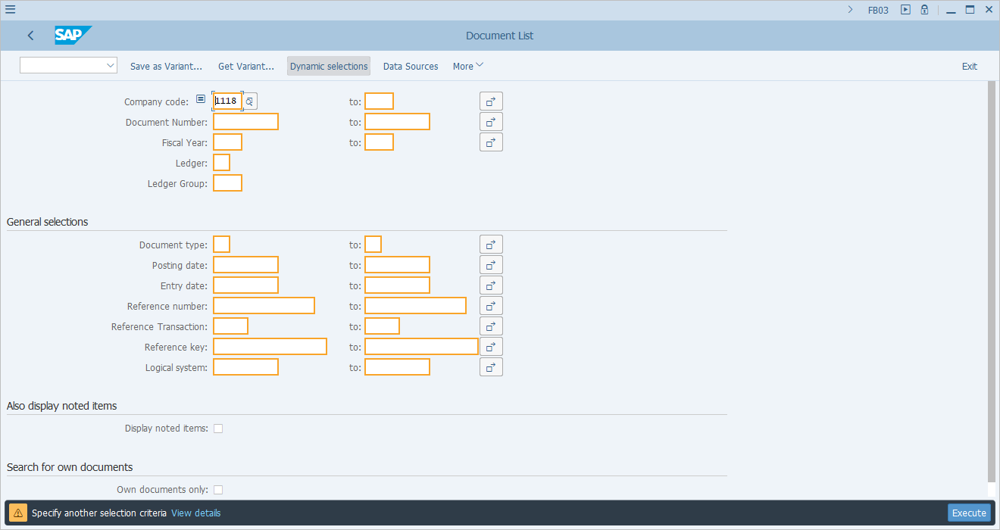 FB03
SAP
Document List
Save as Variant... Get Variant... Dynamic selections Data Sources More Exit
Company code: 1118 to:
Document Number: to:
Fiscal Year: to:
Ledger:
Ledger Group:
General selections
Document type: to:
Posting date: to:
Entry date: to:
Reference number: to:
Reference Transaction: to:
Reference key: to:
Logical system: to:
Also display noted items
Display noted items:
Search for own documents
Own documents only:
Specify another selection criteria View details Execute